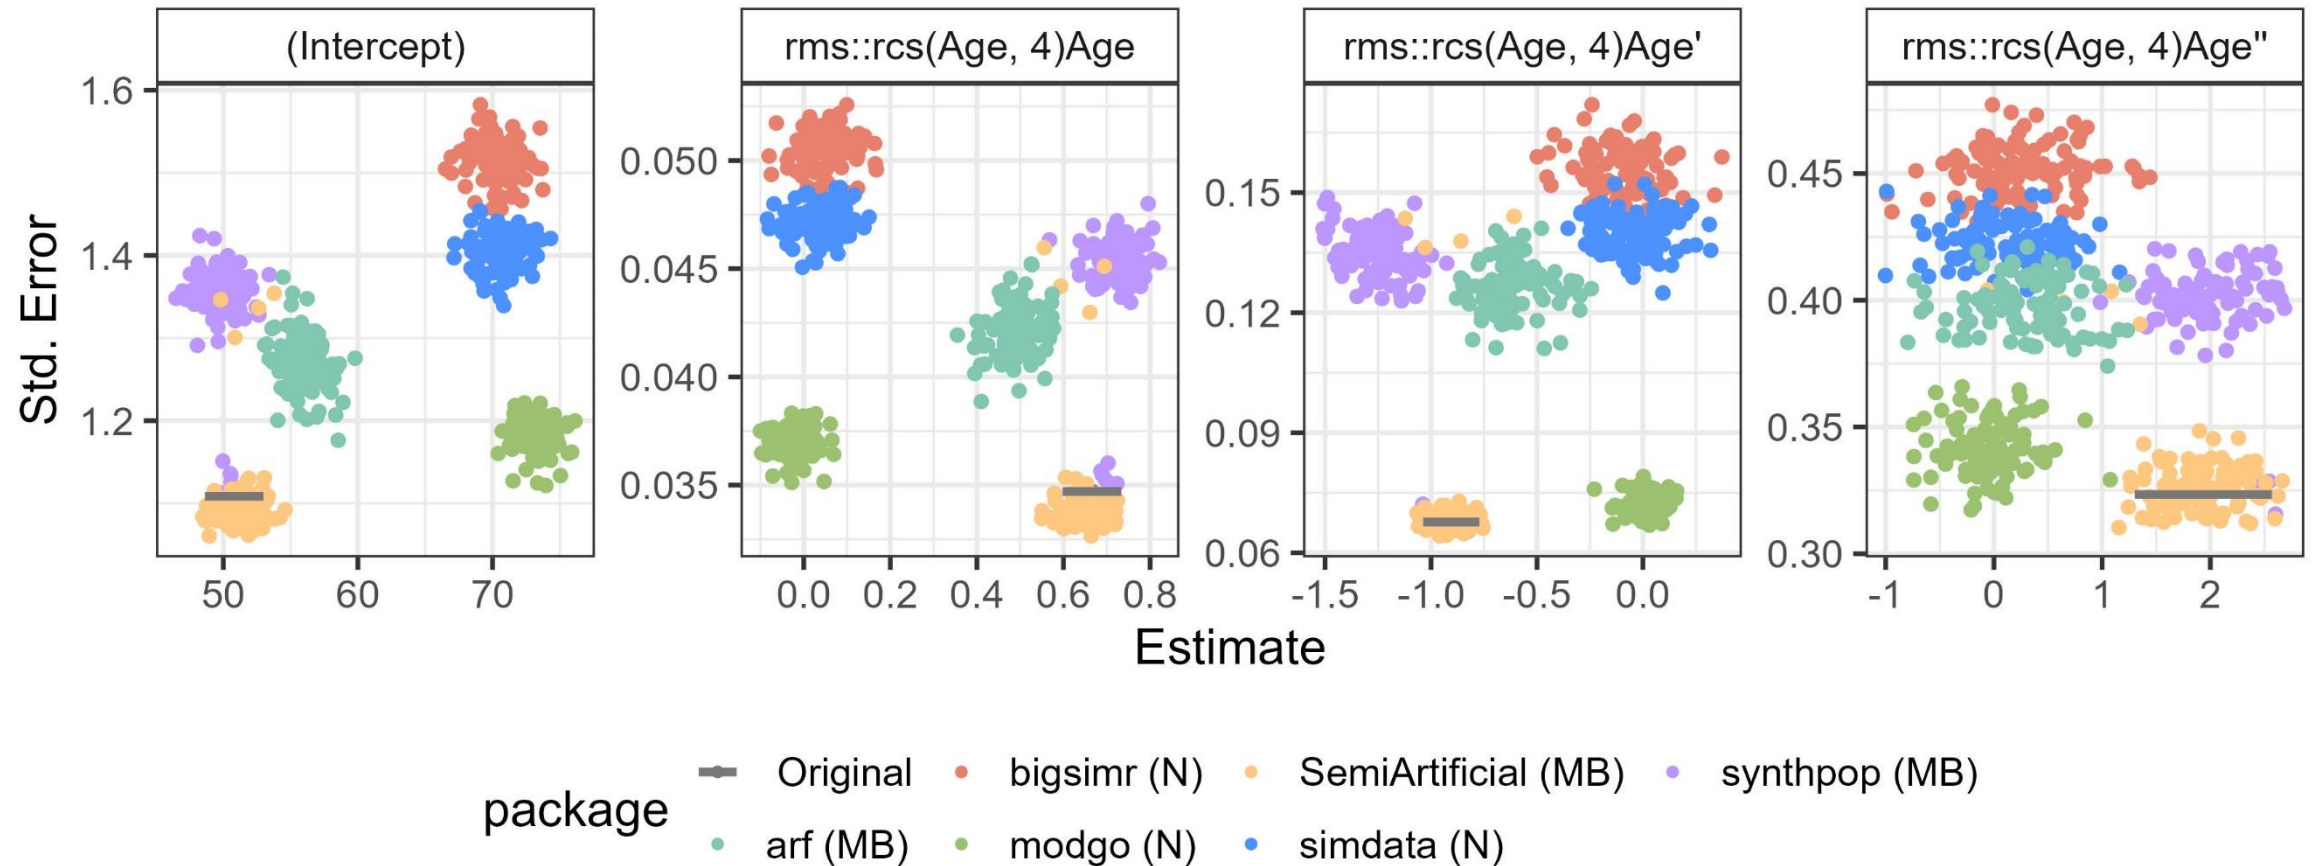 (Intercept)
rms::rcs(Age, 4)Age
rms::rcs(Age, 4)Age'
rms::rcs(Age, 4)Age"
Std. Error
1.6
1.4
1.2
50 60 70
0.050
0.045
0.040
0.035
0.0 0.2 0.4 0.6 0.8
0.15
0.12
0.09
0.06
-1.5 -1.0 -0.5 0.0
0.45
0.40
0.35
0.30
-1 0 1 2
Estimate
package
Original
bigsimr (N)
SemiArtificial (MB)
synthpop (MB)
arf (MB)
modgo (N)
simdata (N)